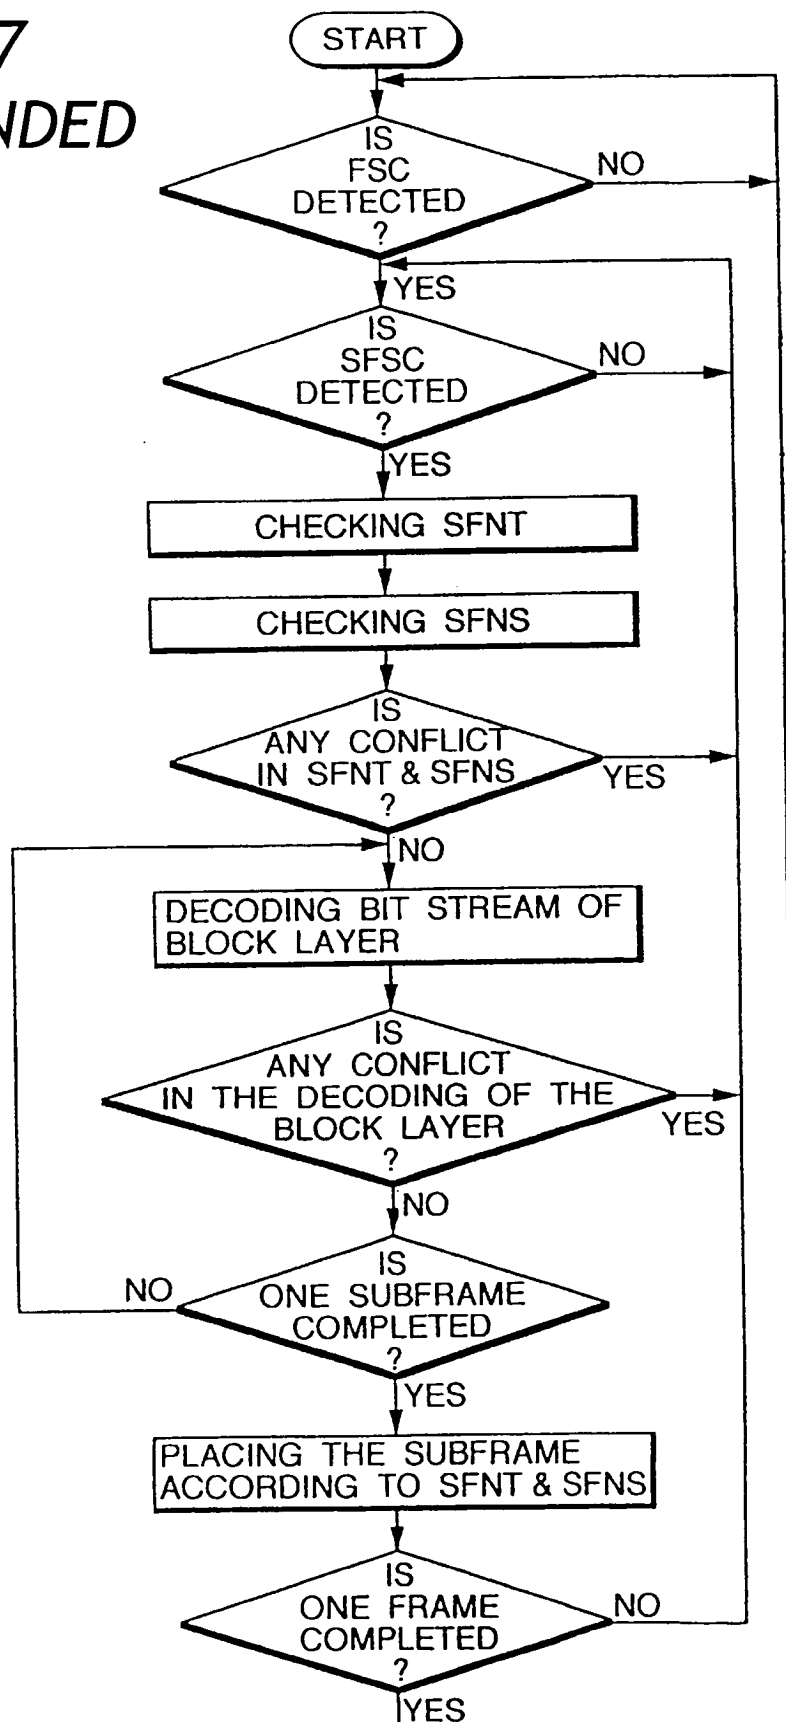 7
NDED
START
IS
FSC
DETECTED
?
NO
YES
IS
SFSC
DETECTED
?
NO
YES
CHECKING SFNT
CHECKING SFNS
IS
ANY CONFLICT
IN SFNT & SFNS
?
YES
NO
DECODING BIT STREAM OF
BLOCK LAYER
IS
ANY CONFLICT
IN THE DECODING OF THE
BLOCK LAYER
?
YES
NO
IS
ONE SUBFRAME
COMPLETED
?
NO
YES
PLACING THE SUBFRAME
ACCORDING TO SFNT & SFNS
IS
ONE FRAME
COMPLETED
?
NO
YES